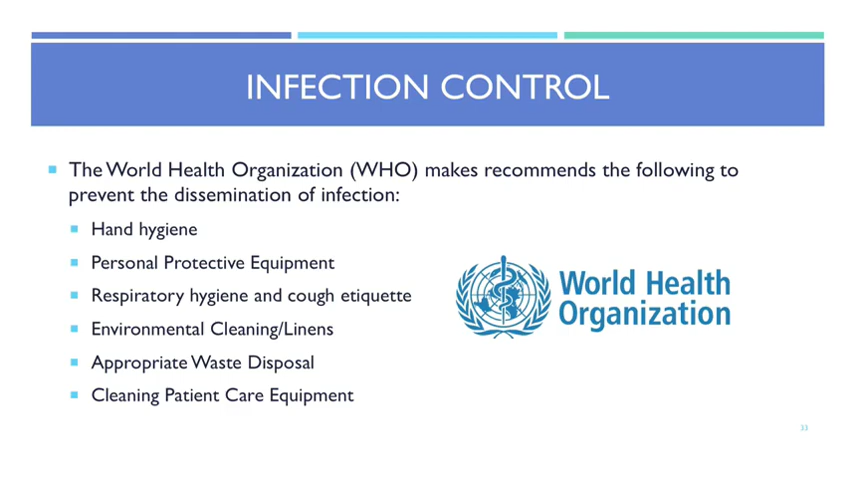 INFECTION CONTROL
The World Health Organization (WHO) makes recommends the following to
prevent the dissemination of infection:
Hand hygiene
Personal Protective Equipment
Respiratory hygiene and cough etiquette
Environmental Cleaning/Linens
Appropriate Waste Disposal
Cleaning Patient Care Equipment
World Health
Organization
33